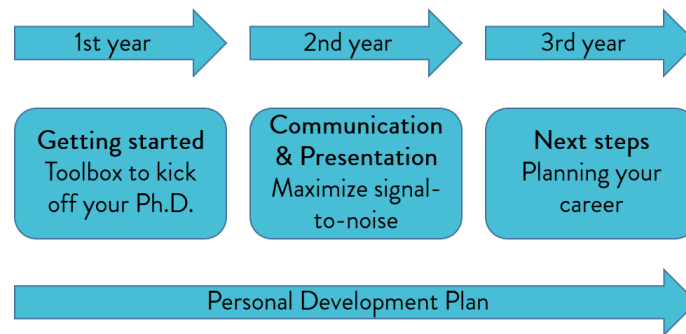 1st year
2nd year
3rd year
Getting started
Toolbox to kick
off your Ph.D.
Communication
& Presentation
Maximize signal-
to-noise
Next steps
Planning your
career
Personal Development Plan